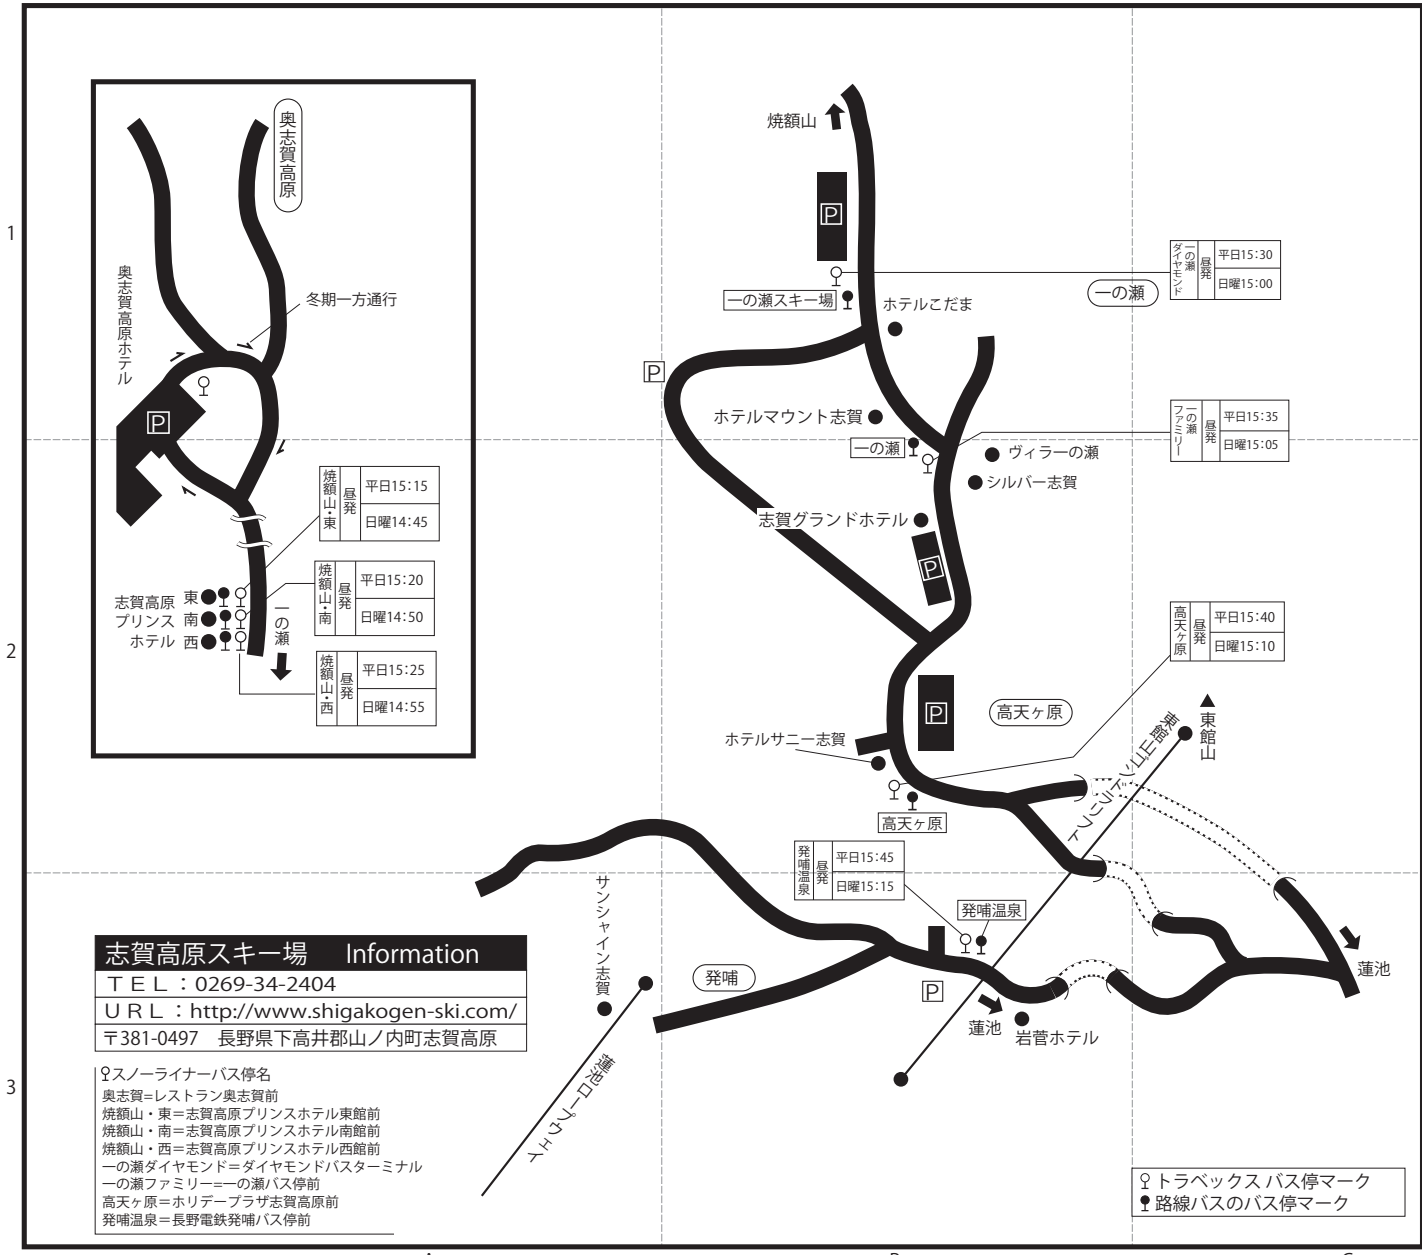 1
2
3
奥志賀高原
奥志賀高原ホテル
冬期一方通行
P
焼額山・東
昼発
平日15:15
日曜14:45
焼額山・南
昼発
平日15:20
日曜14:50
焼額山・西
昼発
平日15:25
日曜14:55
志賀高原
プリンス
ホテル
東
南
西
一の瀬
焼額山
P
一の瀬
ダイヤモンド
昼発
平日15:30
日曜15:00
一の瀬
一の瀬スキー場
ホテルこだま
P
ホテルマウント志賀
一の瀬
一の瀬
ファミリー
昼発
平日15:35
日曜15:05
ヴィラ一の瀬
シルバー志賀
志賀グランドホテル
P
高天ヶ原
昼発
平日15:40
日曜15:10
P
高天ヶ原
東館山
東館山ゴンドラリフト
ホテルサニー志賀
高天ヶ原
発哺温泉
昼発
平日15:45
日曜15:15
発哺温泉
サンシャイン志賀
発哺
P
蓮池
岩菅ホテル
蓮池
蓮池ロープウェイ
志賀高原スキー場 Information
TEL:0269-34-2404
URL:http://www.shigakogen-ski.com/
〒381-0497 長野県下高井郡山ノ内町志賀高原
スノーライナーバス停名
奥志賀=レストラン奥志賀前
焼額山・東＝志賀高原プリンスホテル東館前
焼額山・南＝志賀高原プリンスホテル南館前
焼額山・西＝志賀高原プリンスホテル西館前
一の瀬ダイヤモンド＝ダイヤモンドバスターミナル
一の瀬ファミリー=一の瀬バス停前
高天ヶ原＝ホリデープラザ志賀高原前
発哺温泉＝長野電鉄発哺バス停前
トラベックス バス停マーク
路線バスのバス停マーク